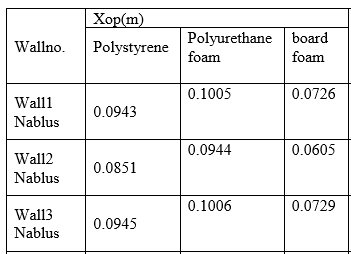 Wallno.
Xop(m)
Polystyrene
Polyurethane
foam
board
foam
Wall1
Nablus
0.0943
0.1005
0.0726
Wall2
Nablus
0.0851
0.0944
0.0605
Wall3
Nablus
0.0945
0.1006
0.0729